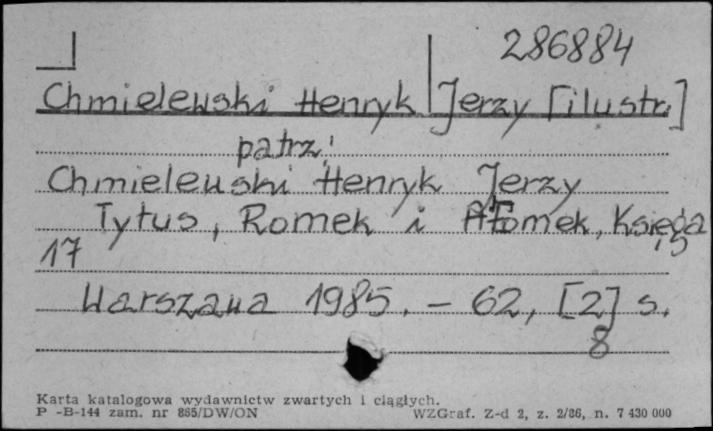 286884
Chmielewski Henryk Jerzy [ilustr.]
patrz:
Chmielewski Henryk Jerzy
Tytus, Romek i A'Tomek, Księga
17
Warszawa 1985. - 62, [2] s.
8
Karta katalogowa wydawnictw zwartych i ciągłych.
P -B-144 zam. nr 865/DW/ON WZGraf. Z-d 2, z. 2/86, n. 7 430 000